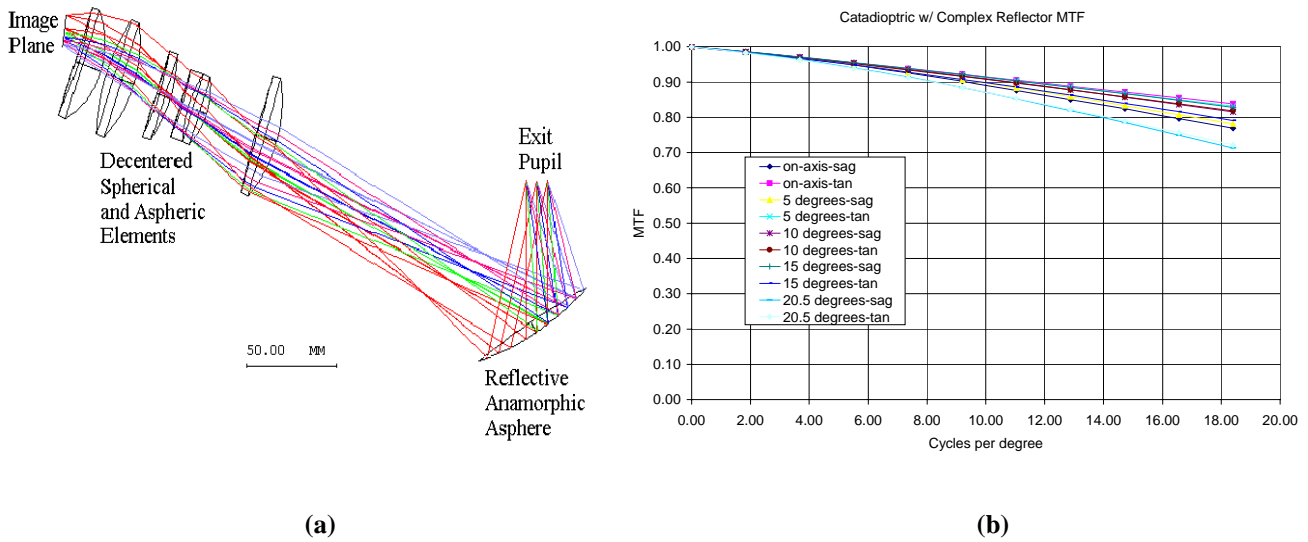 Image
Plane
Decentered
Spherical
and Aspheric
Elements
Exit
Pupil
50.00 MM
Reflective
Anamorphic
Asphere
(a)
Catadioptric w/ Complex Reflector MTF
MTF
1.00
0.90
0.80
0.70
0.60
0.50
0.40
0.30
0.20
0.10
0.00
on-axis-sag
on-axis-tan
5 degrees-sag
5 degrees-tan
10 degrees-sag
10 degrees-tan
15 degrees-sag
15 degrees-tan
20.5 degrees-sag
20.5 degrees-tan
0.00 2.00 4.00 6.00 8.00 10.00 12.00 14.00 16.00 18.00 20.00
Cycles per degree
(b)